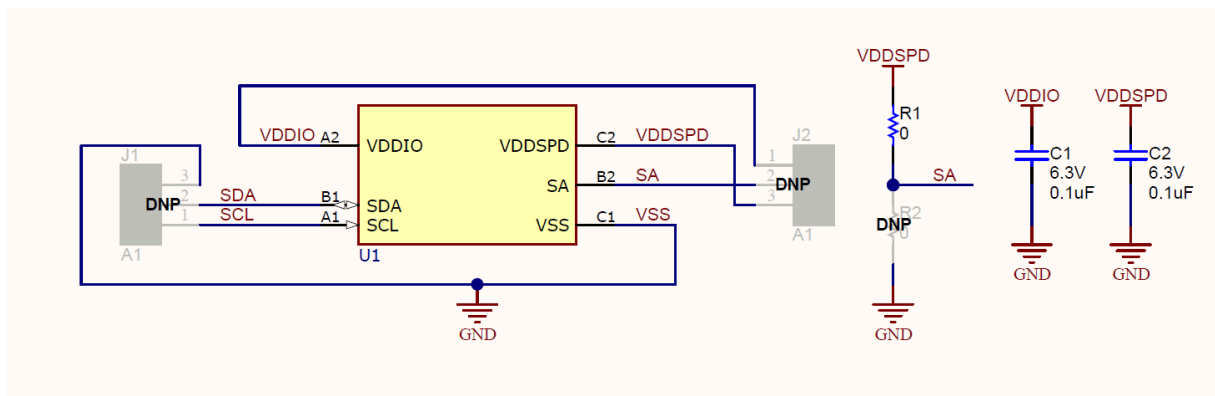 J1
3
2
1
DNP
A1
SDA
SCL
VDDIO
A2
B1
A1
VDDIO
SDA
SCL
U1
VDDSPD
SA
VSS
C2
B2
C1
VDDSPD
SA
VSS
GND
J2
1
2
3
DNP
A1
VDDSPD
R1
0
SA
R2
0
DNP
GND
VDDIO
C1
6.3V
0.1uF
GND
VDDSPD
C2
6.3V
0.1uF
GND